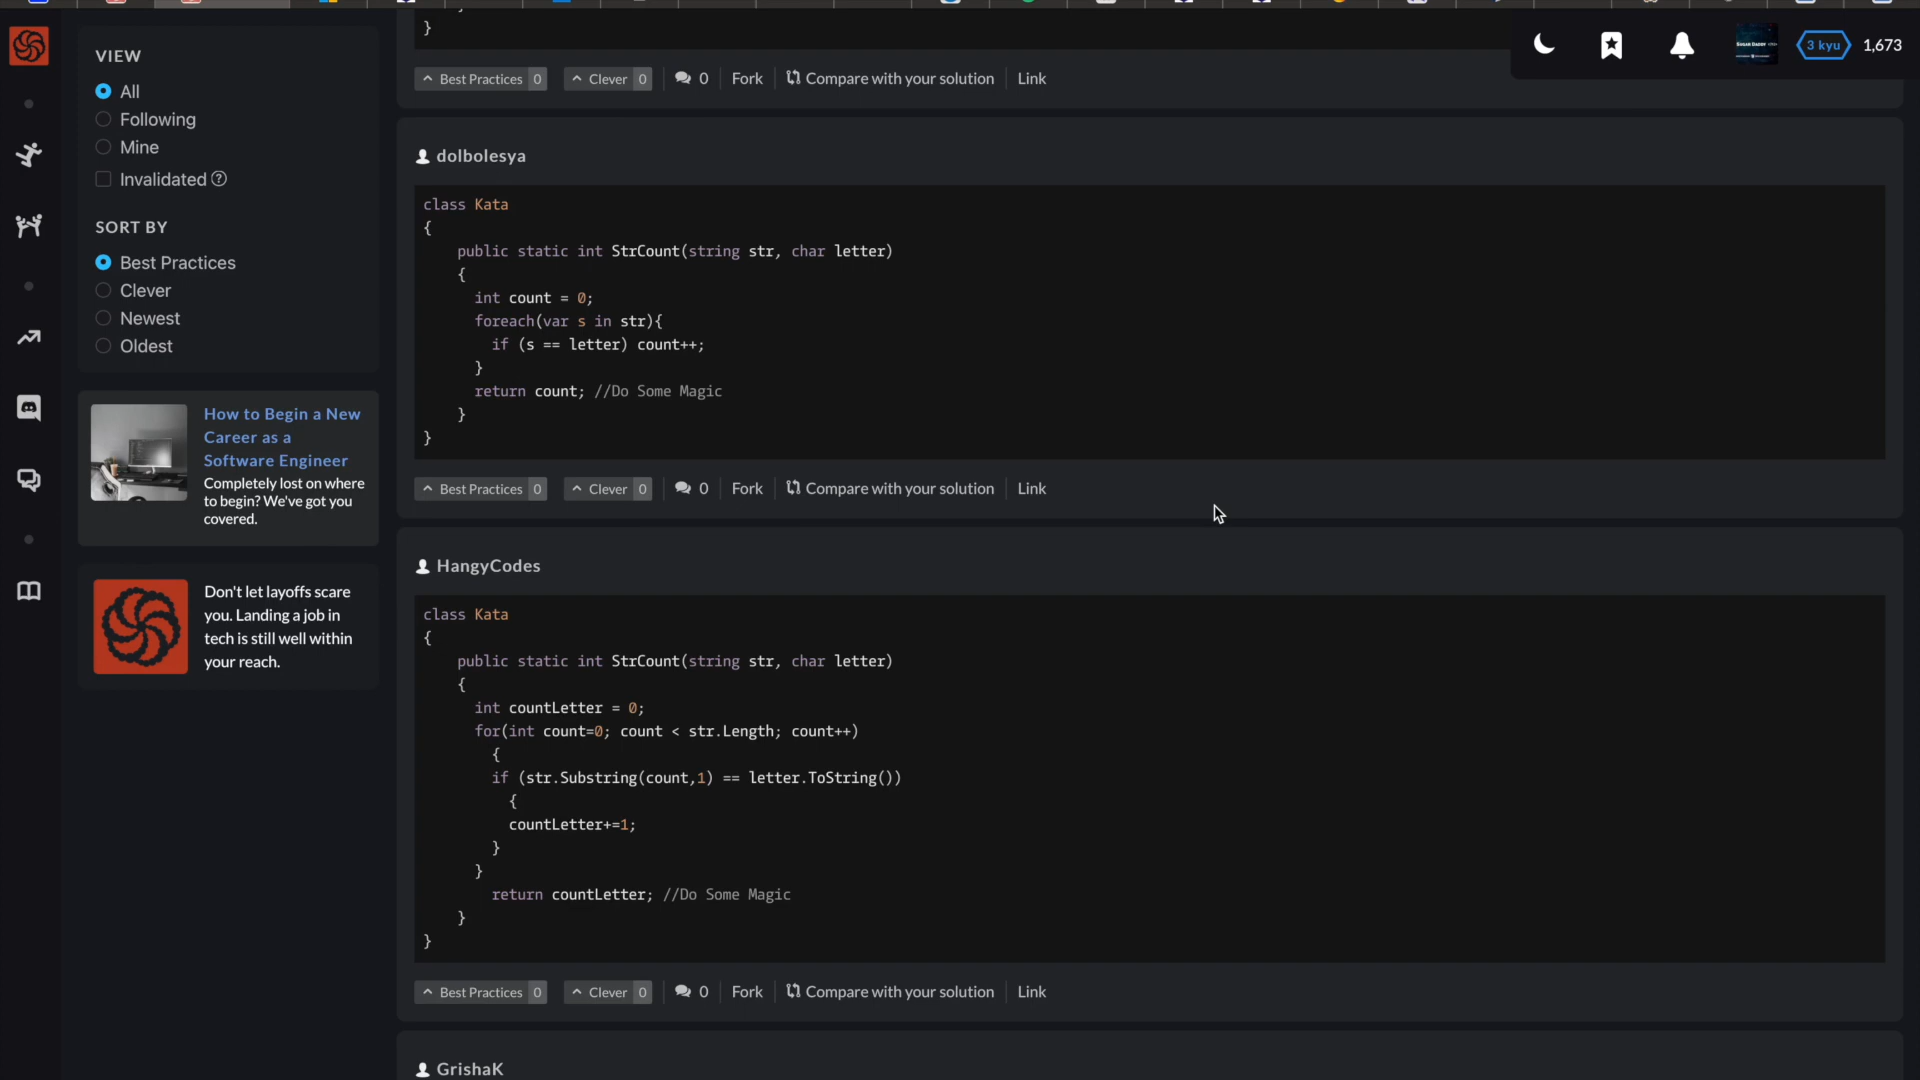 VIEW
All
Following
Mine
Invalidated
SORT BY
Best Practices
Clever
Newest
Oldest
How to Begin a New
Career as a
Software Engineer
Completely lost on where
to begin? We've got you
covered.
Don't let layoffs scare
you. Landing a job in
tech is still well within
your reach.
3 kyu 1,673
}
Best Practices 0 Clever 0 0 Fork Compare with your solution Link
dolbolesya
class Kata
{
public static int StrCount(string str, char letter)
{
int count = 0;
foreach(var s in str){
if (s == letter) count++;
}
return count; //Do Some Magic
}
}
Best Practices 0 Clever 0 0 Fork Compare with your solution Link
HangyCodes
class Kata
{
public static int StrCount(string str, char letter)
{
int countLetter = 0;
for(int count=0; count < str.Length; count++)
{
if (str.Substring(count,1) == letter.ToString())
{
countLetter+=1;
}
}
return countLetter; //Do Some Magic
}
}
Best Practices 0 Clever 0 0 Fork Compare with your solution Link
GrishaK